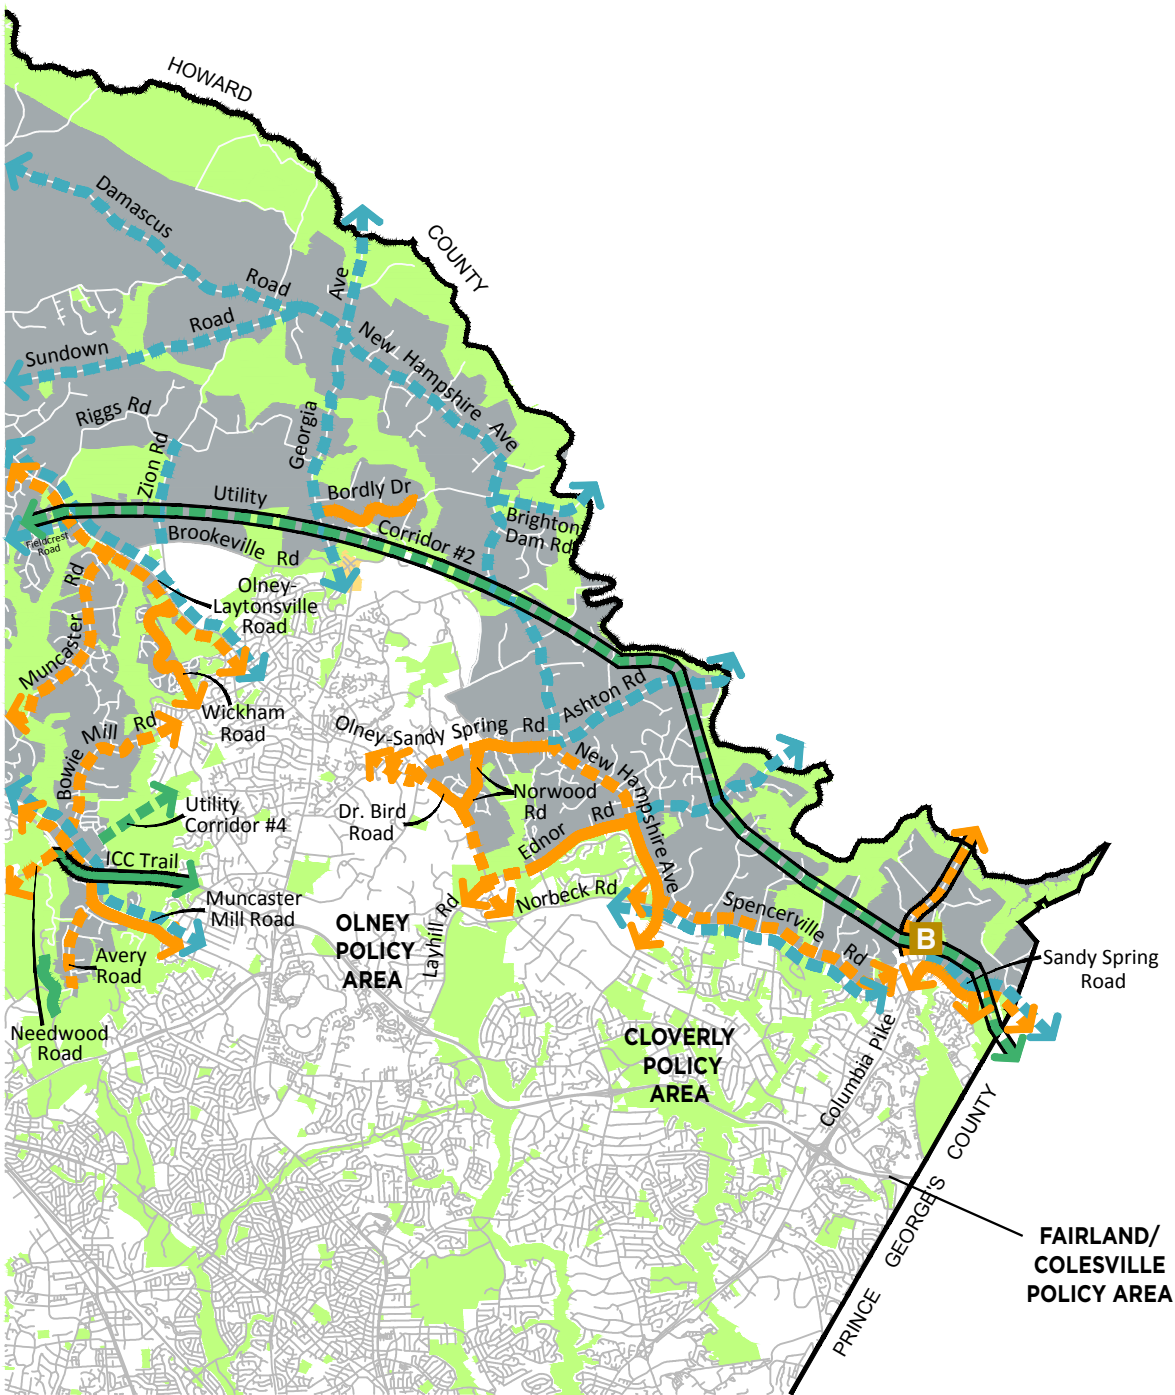 HOWARD
COUNTY
Damascus
Road
Ave
Road
Sundown
New Hampshire Ave
Riggs Rd
Georgia
Zion Rd
Utility
Bordly Dr
Corridor #2
Brighton
Dam Rd
Fieldcrest
Road
Brookeville Rd
Olney-
Laytonsville
Road
Muncaster Rd
Wickham
Road
Ashton Rd
Olney-Sandy Spring Rd
Bowie Mill Rd
New Hampshire Ave
Norwood
Rd
Utility
Corridor #4
Dr. Bird
Road
Ednor Rd
ICC Trail
Muncaster
Mill Road
Norbeck Rd
Layhill Rd
Spencerville Rd
OLNEY
POLICY
AREA
B
Avery
Road
Sandy Spring
Road
Needwood
Road
CLOVERLY
POLICY
AREA
Columbia Pike
PRINCE GEORGE'S COUNTY
FAIRLAND/
COLESVILLE
POLICY AREA